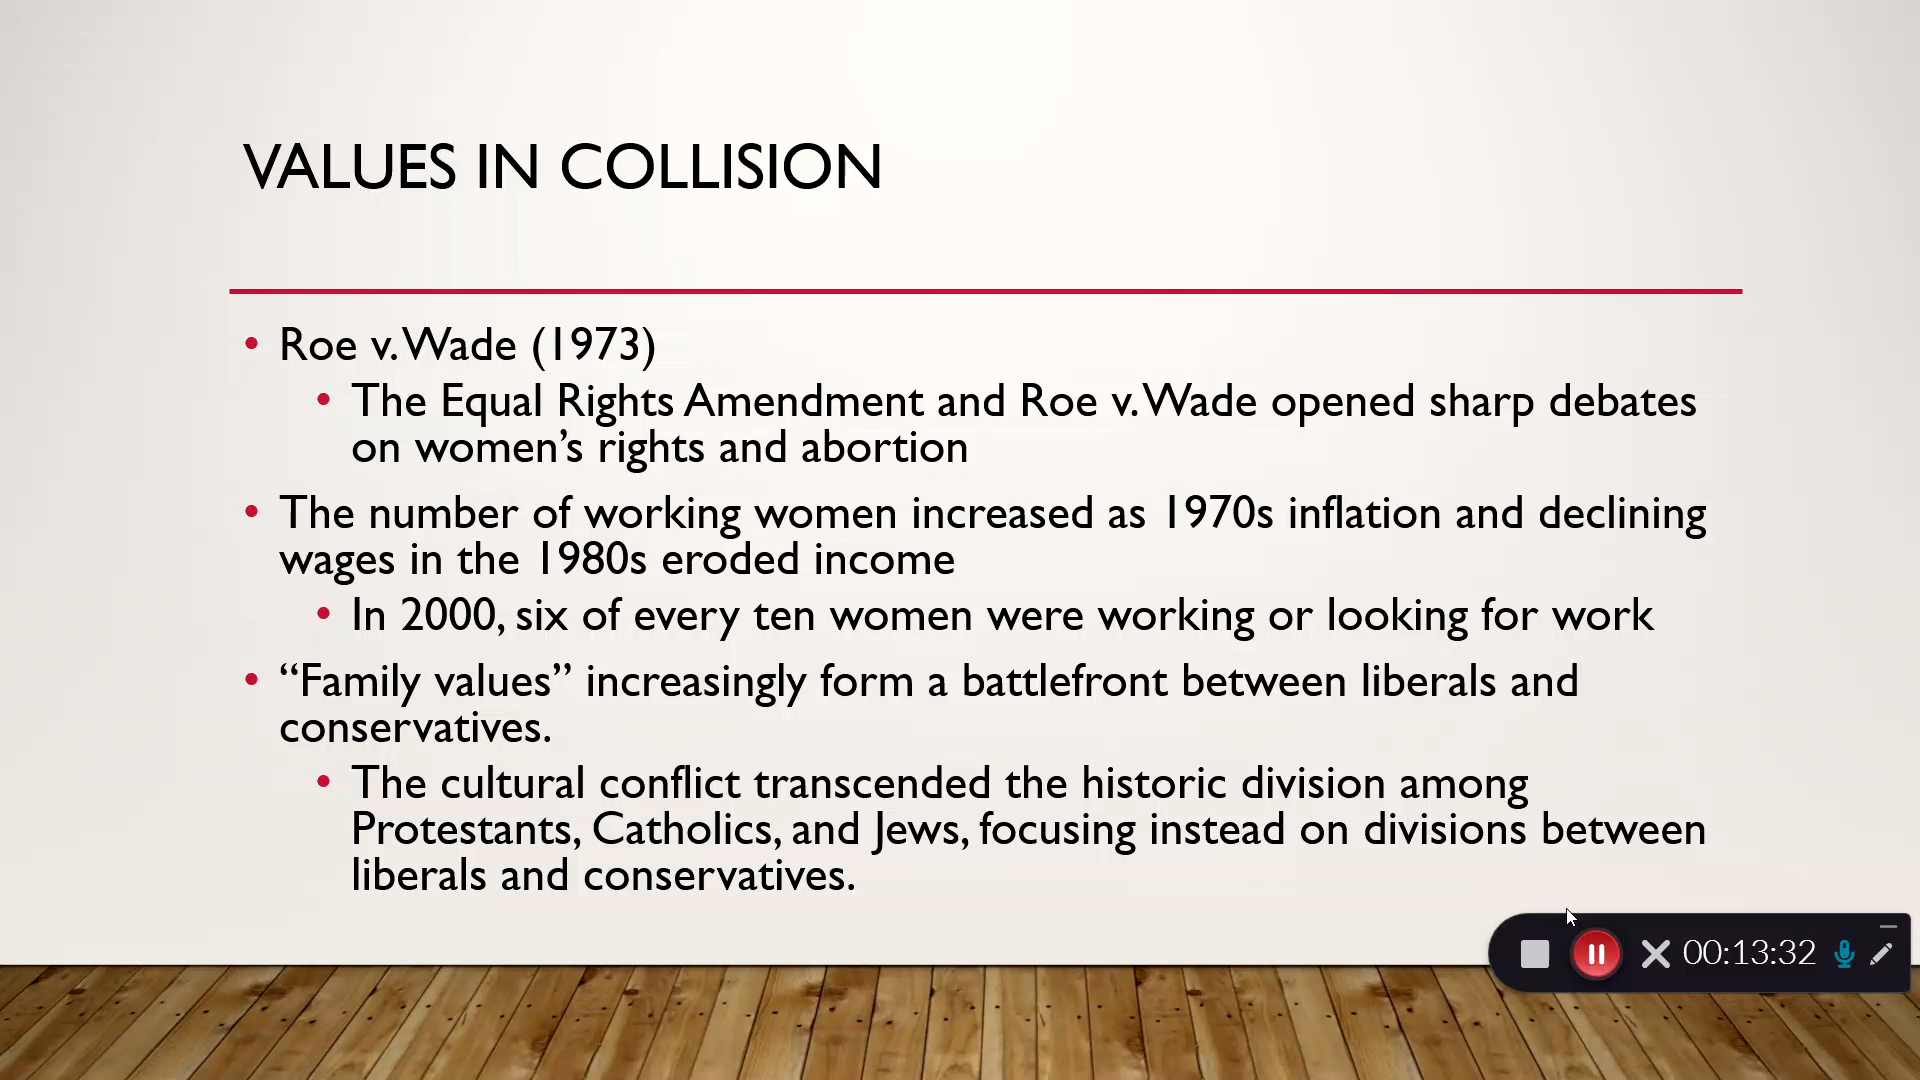 VALUES IN COLLISION
• Roe v. Wade (1973)
• The Equal Rights Amendment and Roe v. Wade opened sharp debates
on women’s rights and abortion
• The number of working women increased as 1970s inflation and declining
wages in the 1980s eroded income
• In 2000, six of every ten women were working or looking for work
• “Family values” increasingly form a battlefront between liberals and
conservatives.
• The cultural conflict transcended the historic division among
Protestants, Catholics, and Jews, focusing instead on divisions between
liberals and conservatives.
00:13:32